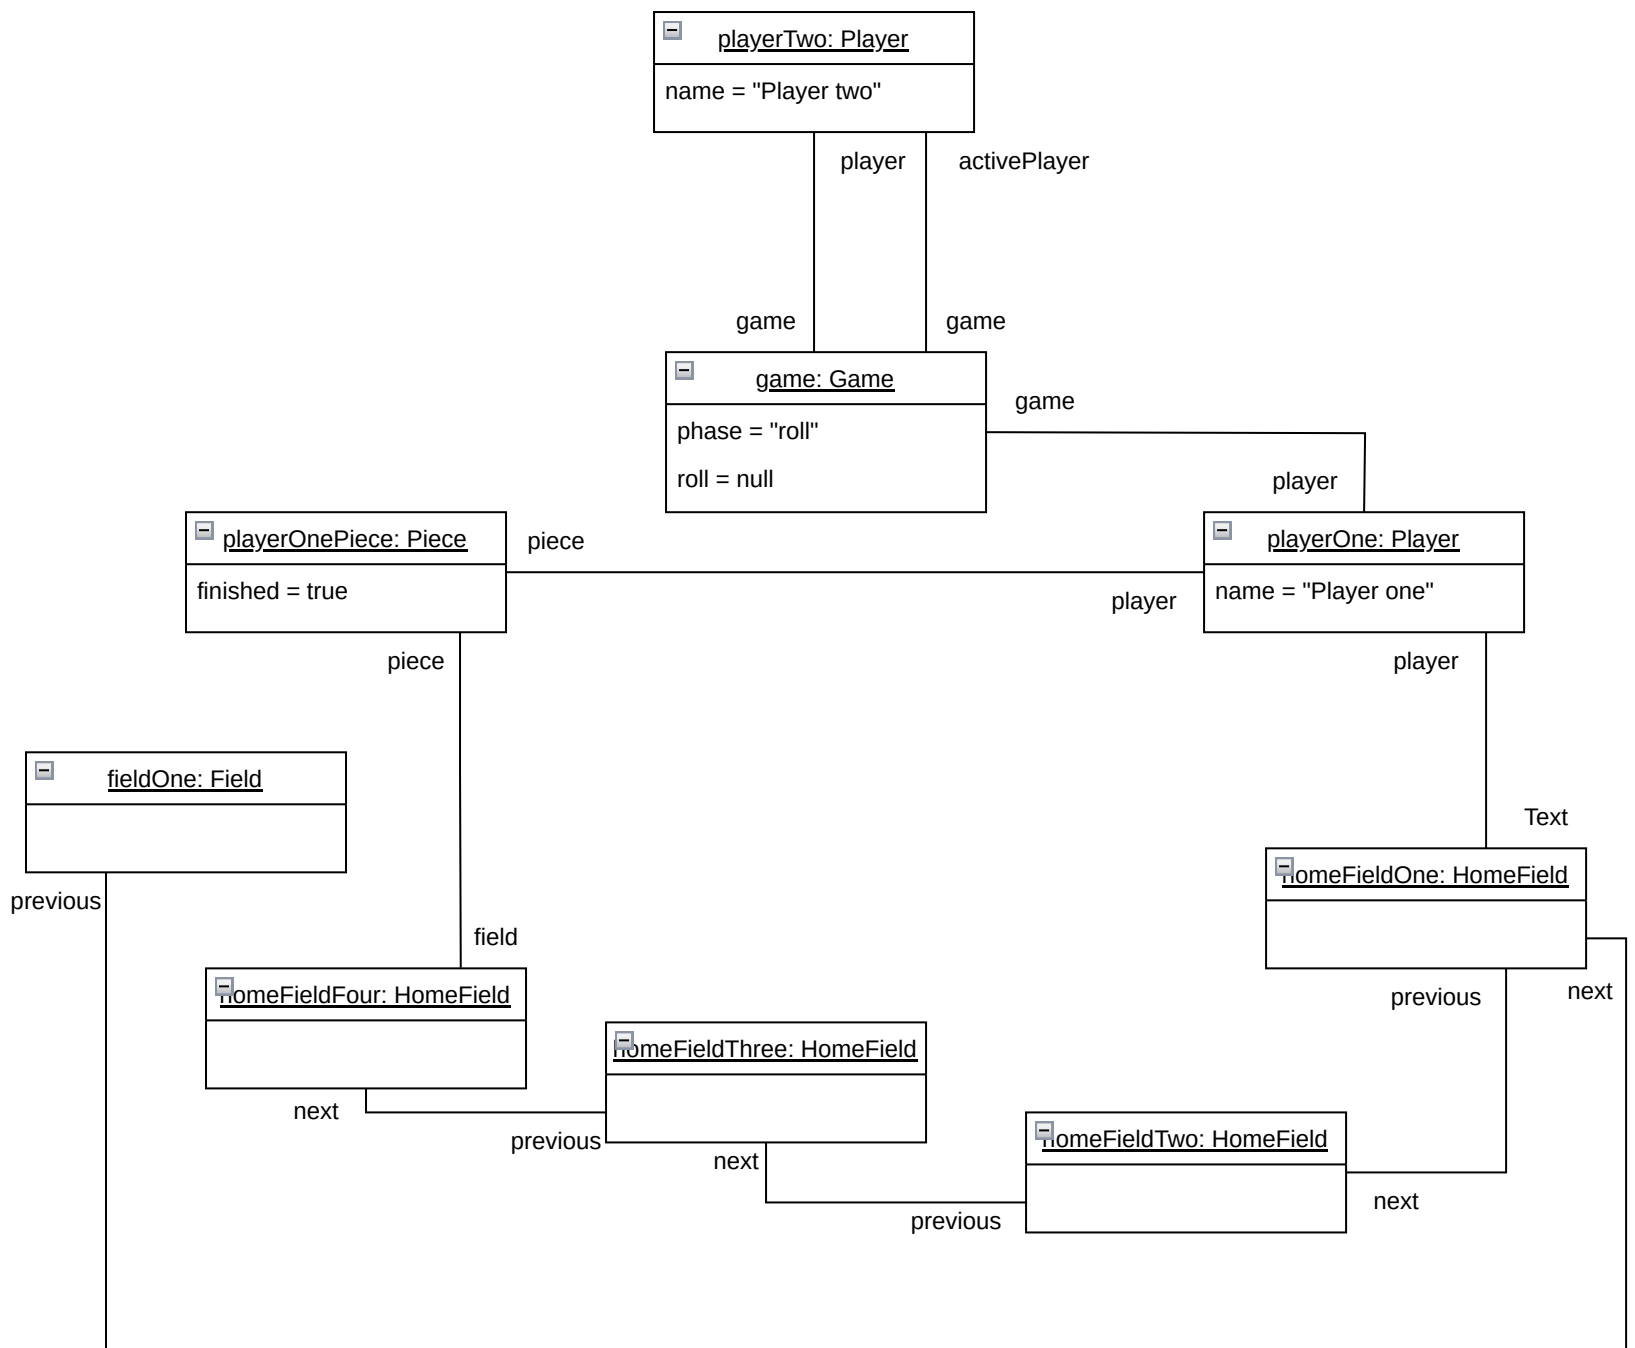 playerTwo: Player
name = "Player two"
player
activePlayer
game
game
game: Game
phase = "roll"
roll = null
game
player
playerOnePiece: Piece
finished = true
piece
playerOne: Player
name = "Player one"
player
piece
player
fieldOne: Field
previous
Text
homeFieldOne: HomeField
previous
next
field
homeFieldFour: HomeField
next
homeFieldThree: HomeField
previous
next
homeFieldTwo: HomeField
previous
next